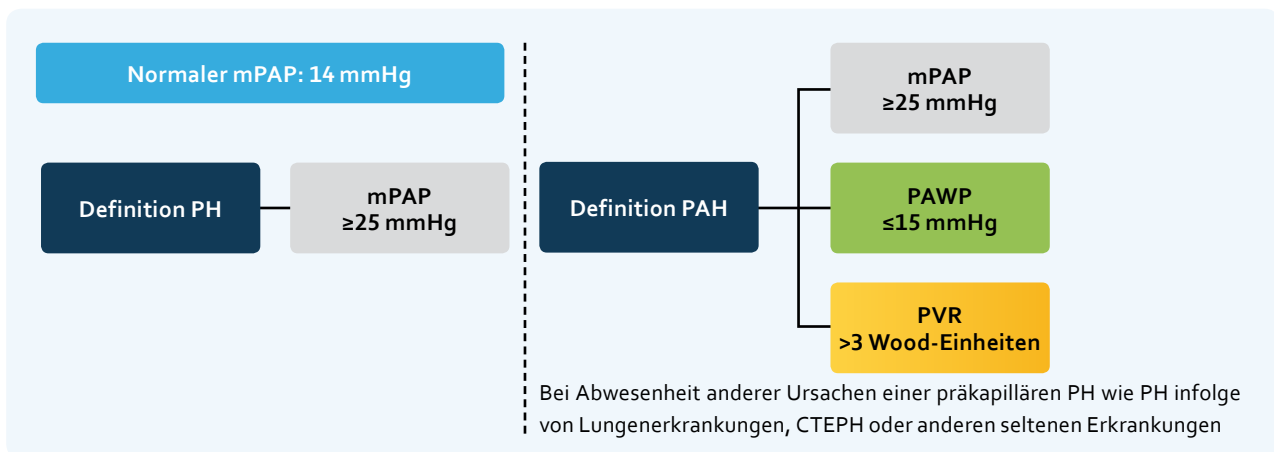 Normaler mPAP: 14 mmHg
Definition PH
mPAP
≥25 mmHg
Definition PAH
mPAP
≥25 mmHg
PAWP
≤15 mmHg
PVR
>3 Wood-Einheiten
Bei Abwesenheit anderer Ursachen einer präkapillären PH wie PH infolge
von Lungenerkrankungen, CTEPH oder anderen seltenen Erkrankungen